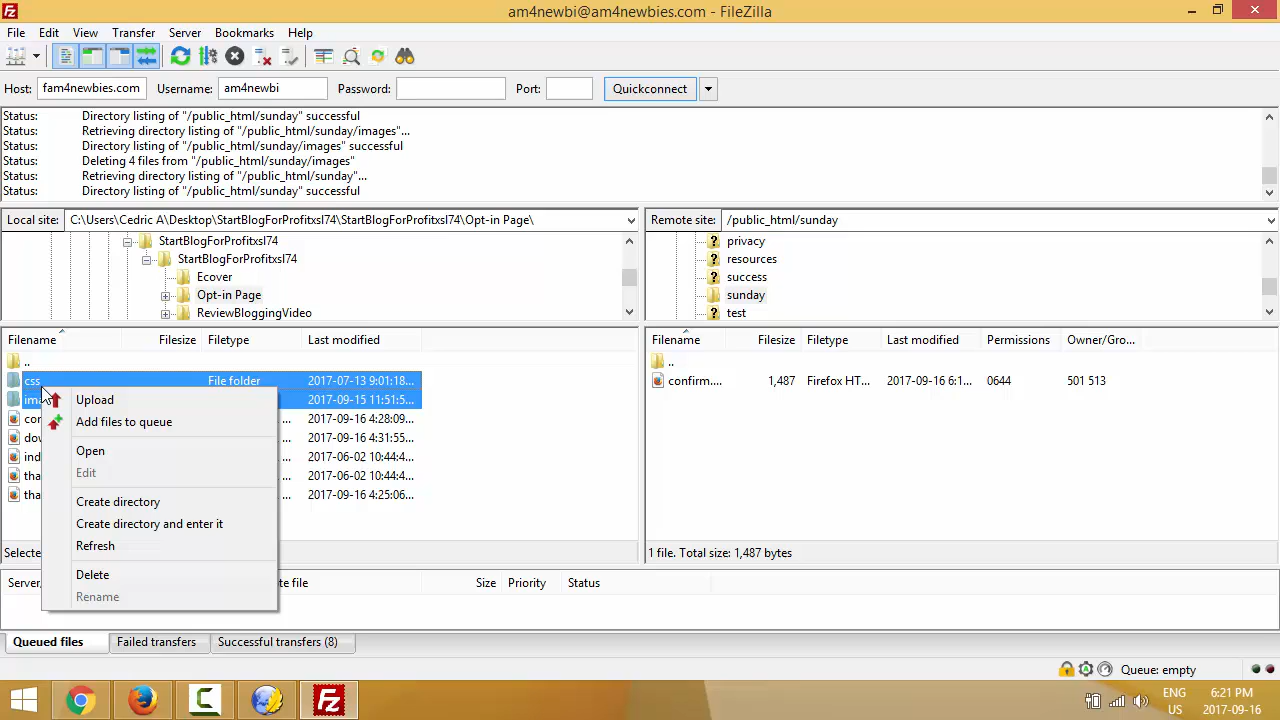 am4newbi@am4newbies.com - FileZilla
File Edit View Transfer Server Bookmarks Help
Host: fam4newbies.com Username: am4newbi Password: Port: Quickconnect
Status: Directory listing of "/public_html/sunday" successful
Status: Retrieving directory listing of "/public_html/sunday/images"...
Status: Directory listing of "/public_html/sunday/images" successful
Status: Deleting 4 files from "/public_html/sunday/images"
Status: Retrieving directory listing of "/public_html/sunday"...
Status: Directory listing of "/public_html/sunday" successful
Local site: C:\Users\Cedric A\Desktop\StartBlogForProfitxsl74\StartBlogForProfitxsl74\Opt-in Page\
StartBlogForProfitxsl74
StartBlogForProfitxsl74
Ecover
Opt-in Page
ReviewBloggingVideo
Remote site: /public_html/sunday
privacy
resources
success
sunday
test
Filename Filesize Filetype Last modified
..
css File folder 2017-07-13 9:01:18...
ima 2017-09-15 11:51:5...
con ... 2017-09-16 4:28:09...
dov ... 2017-09-16 4:31:55...
ind ... 2017-06-02 10:44:4...
tha ... 2017-06-02 10:44:4...
tha ... 2017-09-16 4:25:06...
Upload
Add files to queue
Open
Edit
Create directory
Create directory and enter it
Refresh
Delete
Rename
Filename Filesize Filetype Last modified Permissions Owner/Gro...
..
confirm.... 1,487 Firefox HT... 2017-09-16 6:1... 0644 501 513
Selecte
1 file. Total size: 1,487 bytes
Server, te file Size Priority Status
Queued files Failed transfers Successful transfers (8)
Queue: empty
ENG 6:21 PM
US 2017-09-16